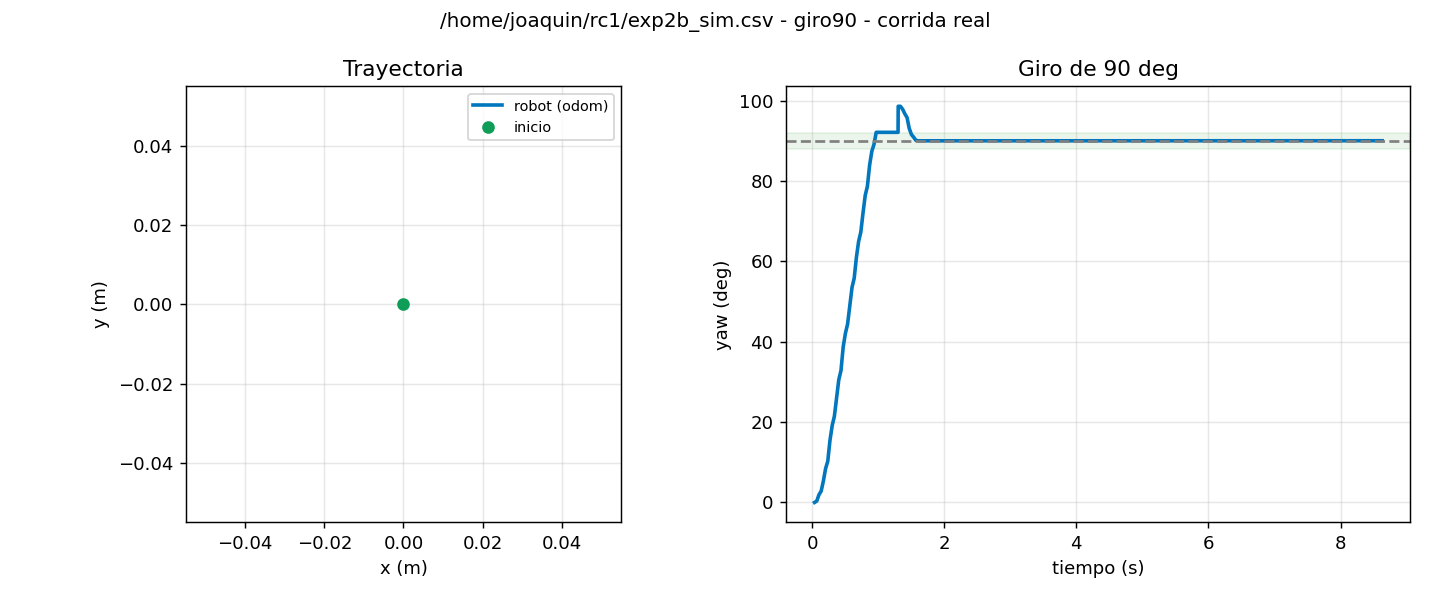 /home/joaquin/rc1/exp2b_sim.csv - giro90 - corrida real
Trayectoria
robot (odom)
inicio
0.04
0.02
0.00
−0.02
−0.04
y (m)
−0.04
−0.02
0.00
0.02
0.04
x (m)
Giro de 90 deg
100
80
60
40
20
0
yaw (deg)
0
2
4
6
8
tiempo (s)